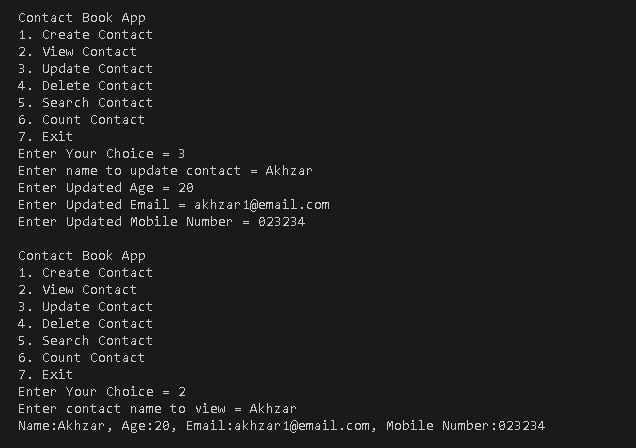 Contact Book App
1. Create Contact
2. View Contact
3. Update Contact
4. Delete Contact
5. Search Contact
6. Count Contact
7. Exit
Enter Your Choice = 3
Enter name to update contact = Akhzar
Enter Updated Age = 20
Enter Updated Email = akhzar1@email.com
Enter Updated Mobile Number = 023234

Contact Book App
1. Create Contact
2. View Contact
3. Update Contact
4. Delete Contact
5. Search Contact
6. Count Contact
7. Exit
Enter Your Choice = 2
Enter contact name to view = Akhzar
Name:Akhzar, Age:20, Email:akhzar1@email.com, Mobile Number:023234